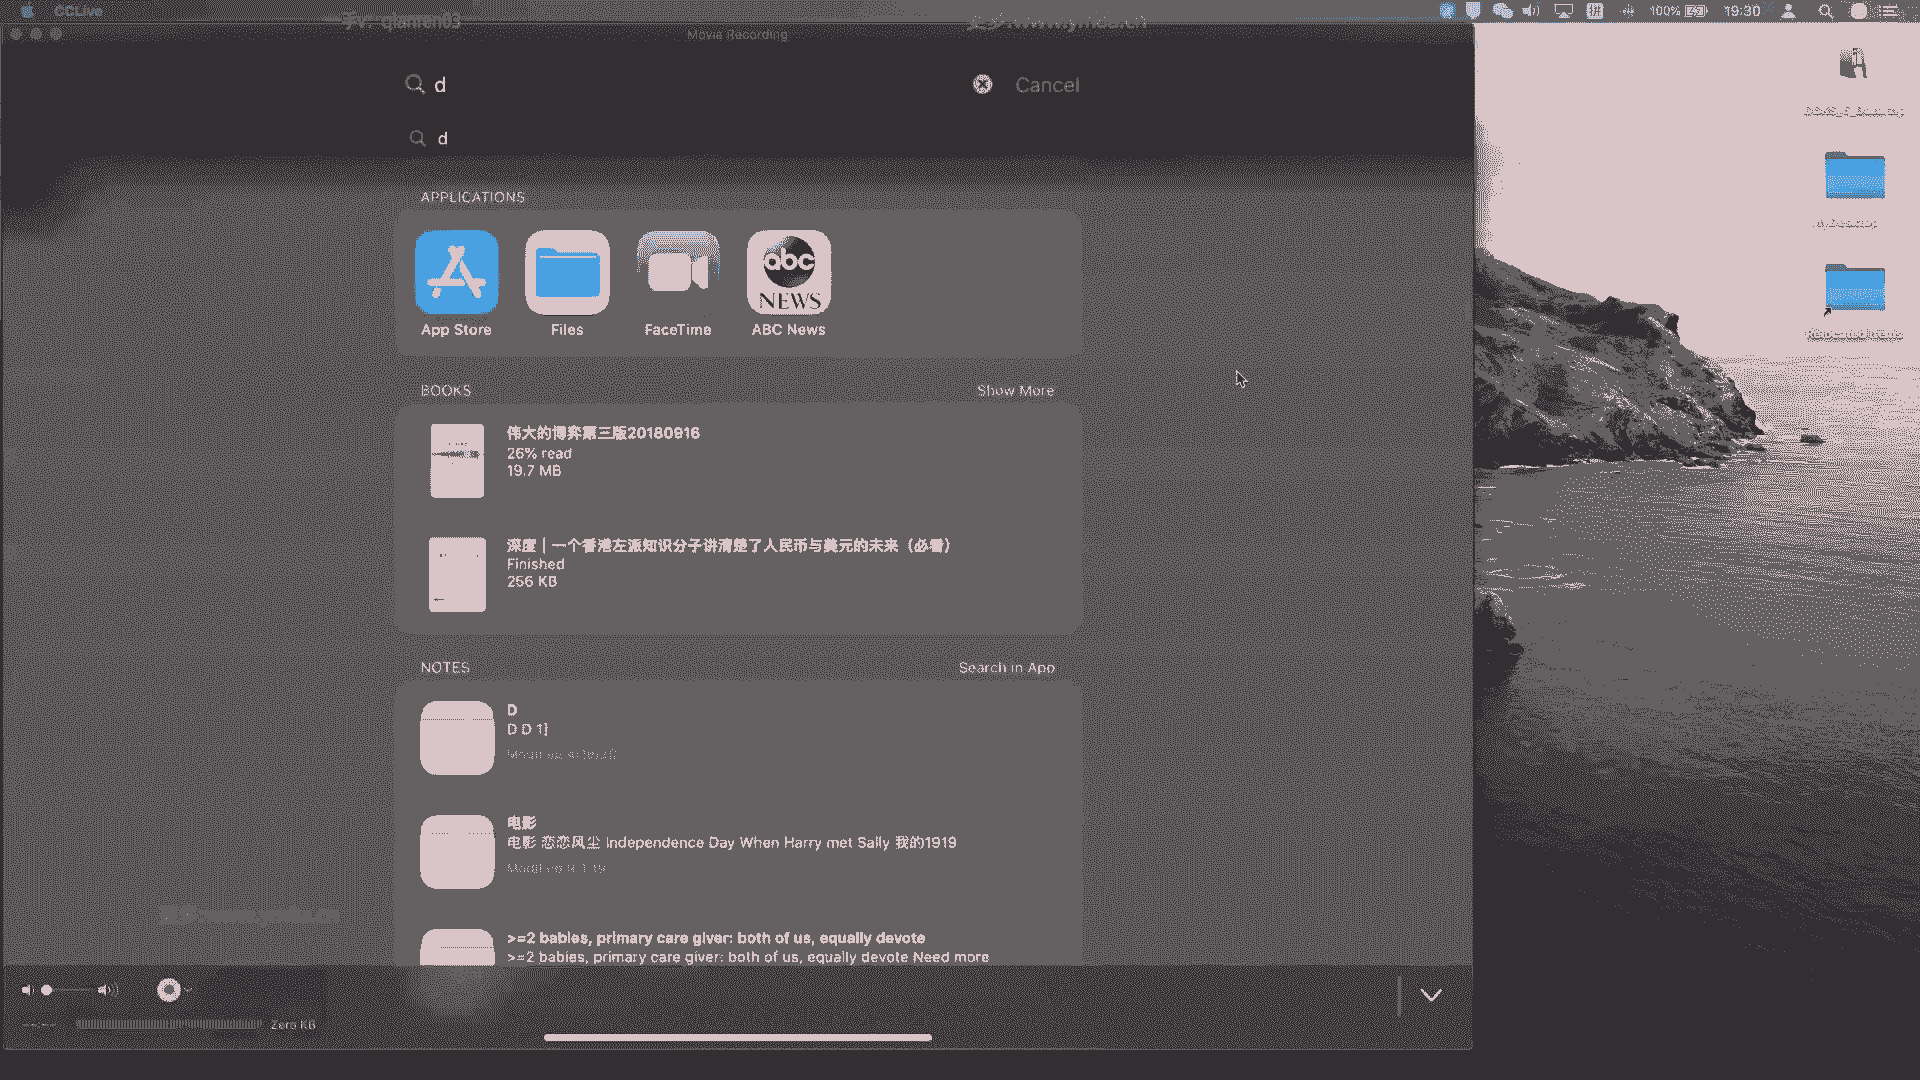 CCLive
qianren03
100%
19:30
Movie Recording
d
Cancel
d
APPLICATIONS
abc
NEWS
App Store
Files
FaceTime
ABC News
BOOKS
Show More
伟大的博弈第三版20180916
26% read
19.7 MB
深度｜一个香港左派知识分子讲清楚了人民币与美元的未来（必看）
Finished
256 KB
NOTES
Search in App
D
D D 1]
电影
电影 恋恋风尘 Independence Day When Harry met Sally 我的1919
>=2 babies, primary care giver: both of us, equally devote
>=2 babies, primary care giver: both of us, equally devote Need more
Zero KB